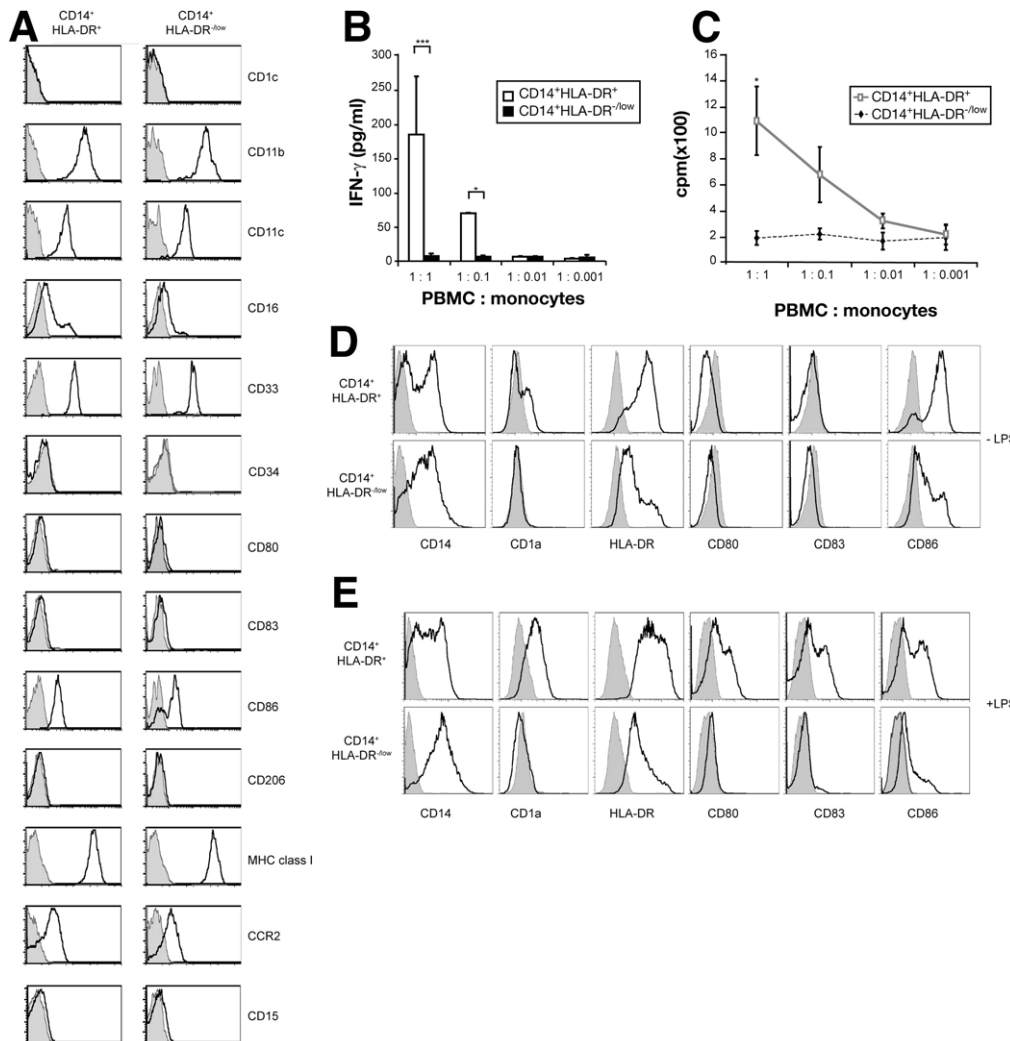 A
CD14⁺ HLA-DR⁺
CD14⁺ HLA-DR⁻/ˡᵒʷ
CD1c
CD11b
CD11c
CD16
CD33
CD34
CD80
CD83
CD86
CD206
MHC class I
CCR2
CD15
B
***
*
300
250
200
150
100
50
0
IFN-γ (pg/ml)
CD14⁺HLA-DR⁺
CD14⁺HLA-DR⁻/ˡᵒʷ
1 : 1 1 : 0.1 1 : 0.01 1 : 0.001
PBMC : monocytes
C
*
16
14
12
10
8
6
4
2
0
cpm(x100)
CD14⁺HLA-DR⁺
CD14⁺HLA-DR⁻/ˡᵒʷ
1 : 1 1 : 0.1 1 : 0.01 1 : 0.001
PBMC : monocytes
D
CD14⁺
HLA-DR⁺
CD14⁺
HLA-DR⁻/ˡᵒʷ
- LPS
CD14 CD1a HLA-DR CD80 CD83 CD86
E
CD14⁺
HLA-DR⁺
CD14⁺
HLA-DR⁻/ˡᵒʷ
+LPS
CD14 CD1a HLA-DR CD80 CD83 CD86